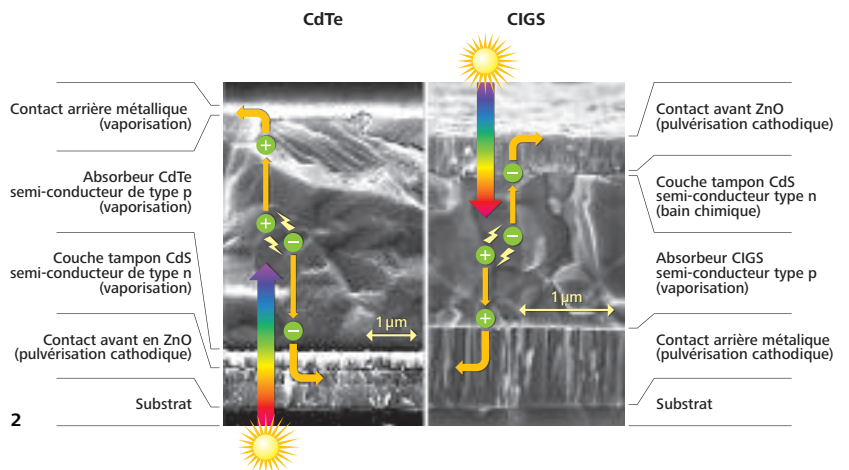 CdTe
CIGS
Contact arrière métallique
(vaporisation)
Absorbeur CdTe
semi-conducteur de type p
(vaporisation)
Couche tampon CdS
semi-conducteur de type n
(vaporisation)
Contact avant en ZnO
(pulvérisation cathodique)
Substrat
2
+
+
−
−
1 µm
−
−
+
+
1 µm
Contact avant ZnO
(pulvérisation cathodique)
Couche tampon CdS
semi-conducteur type n
(bain chimique)
Absorbeur CIGS
semi-conducteur type p
(vaporisation)
Contact arrière métalique
(pulvérisation cathodique)
Substrat